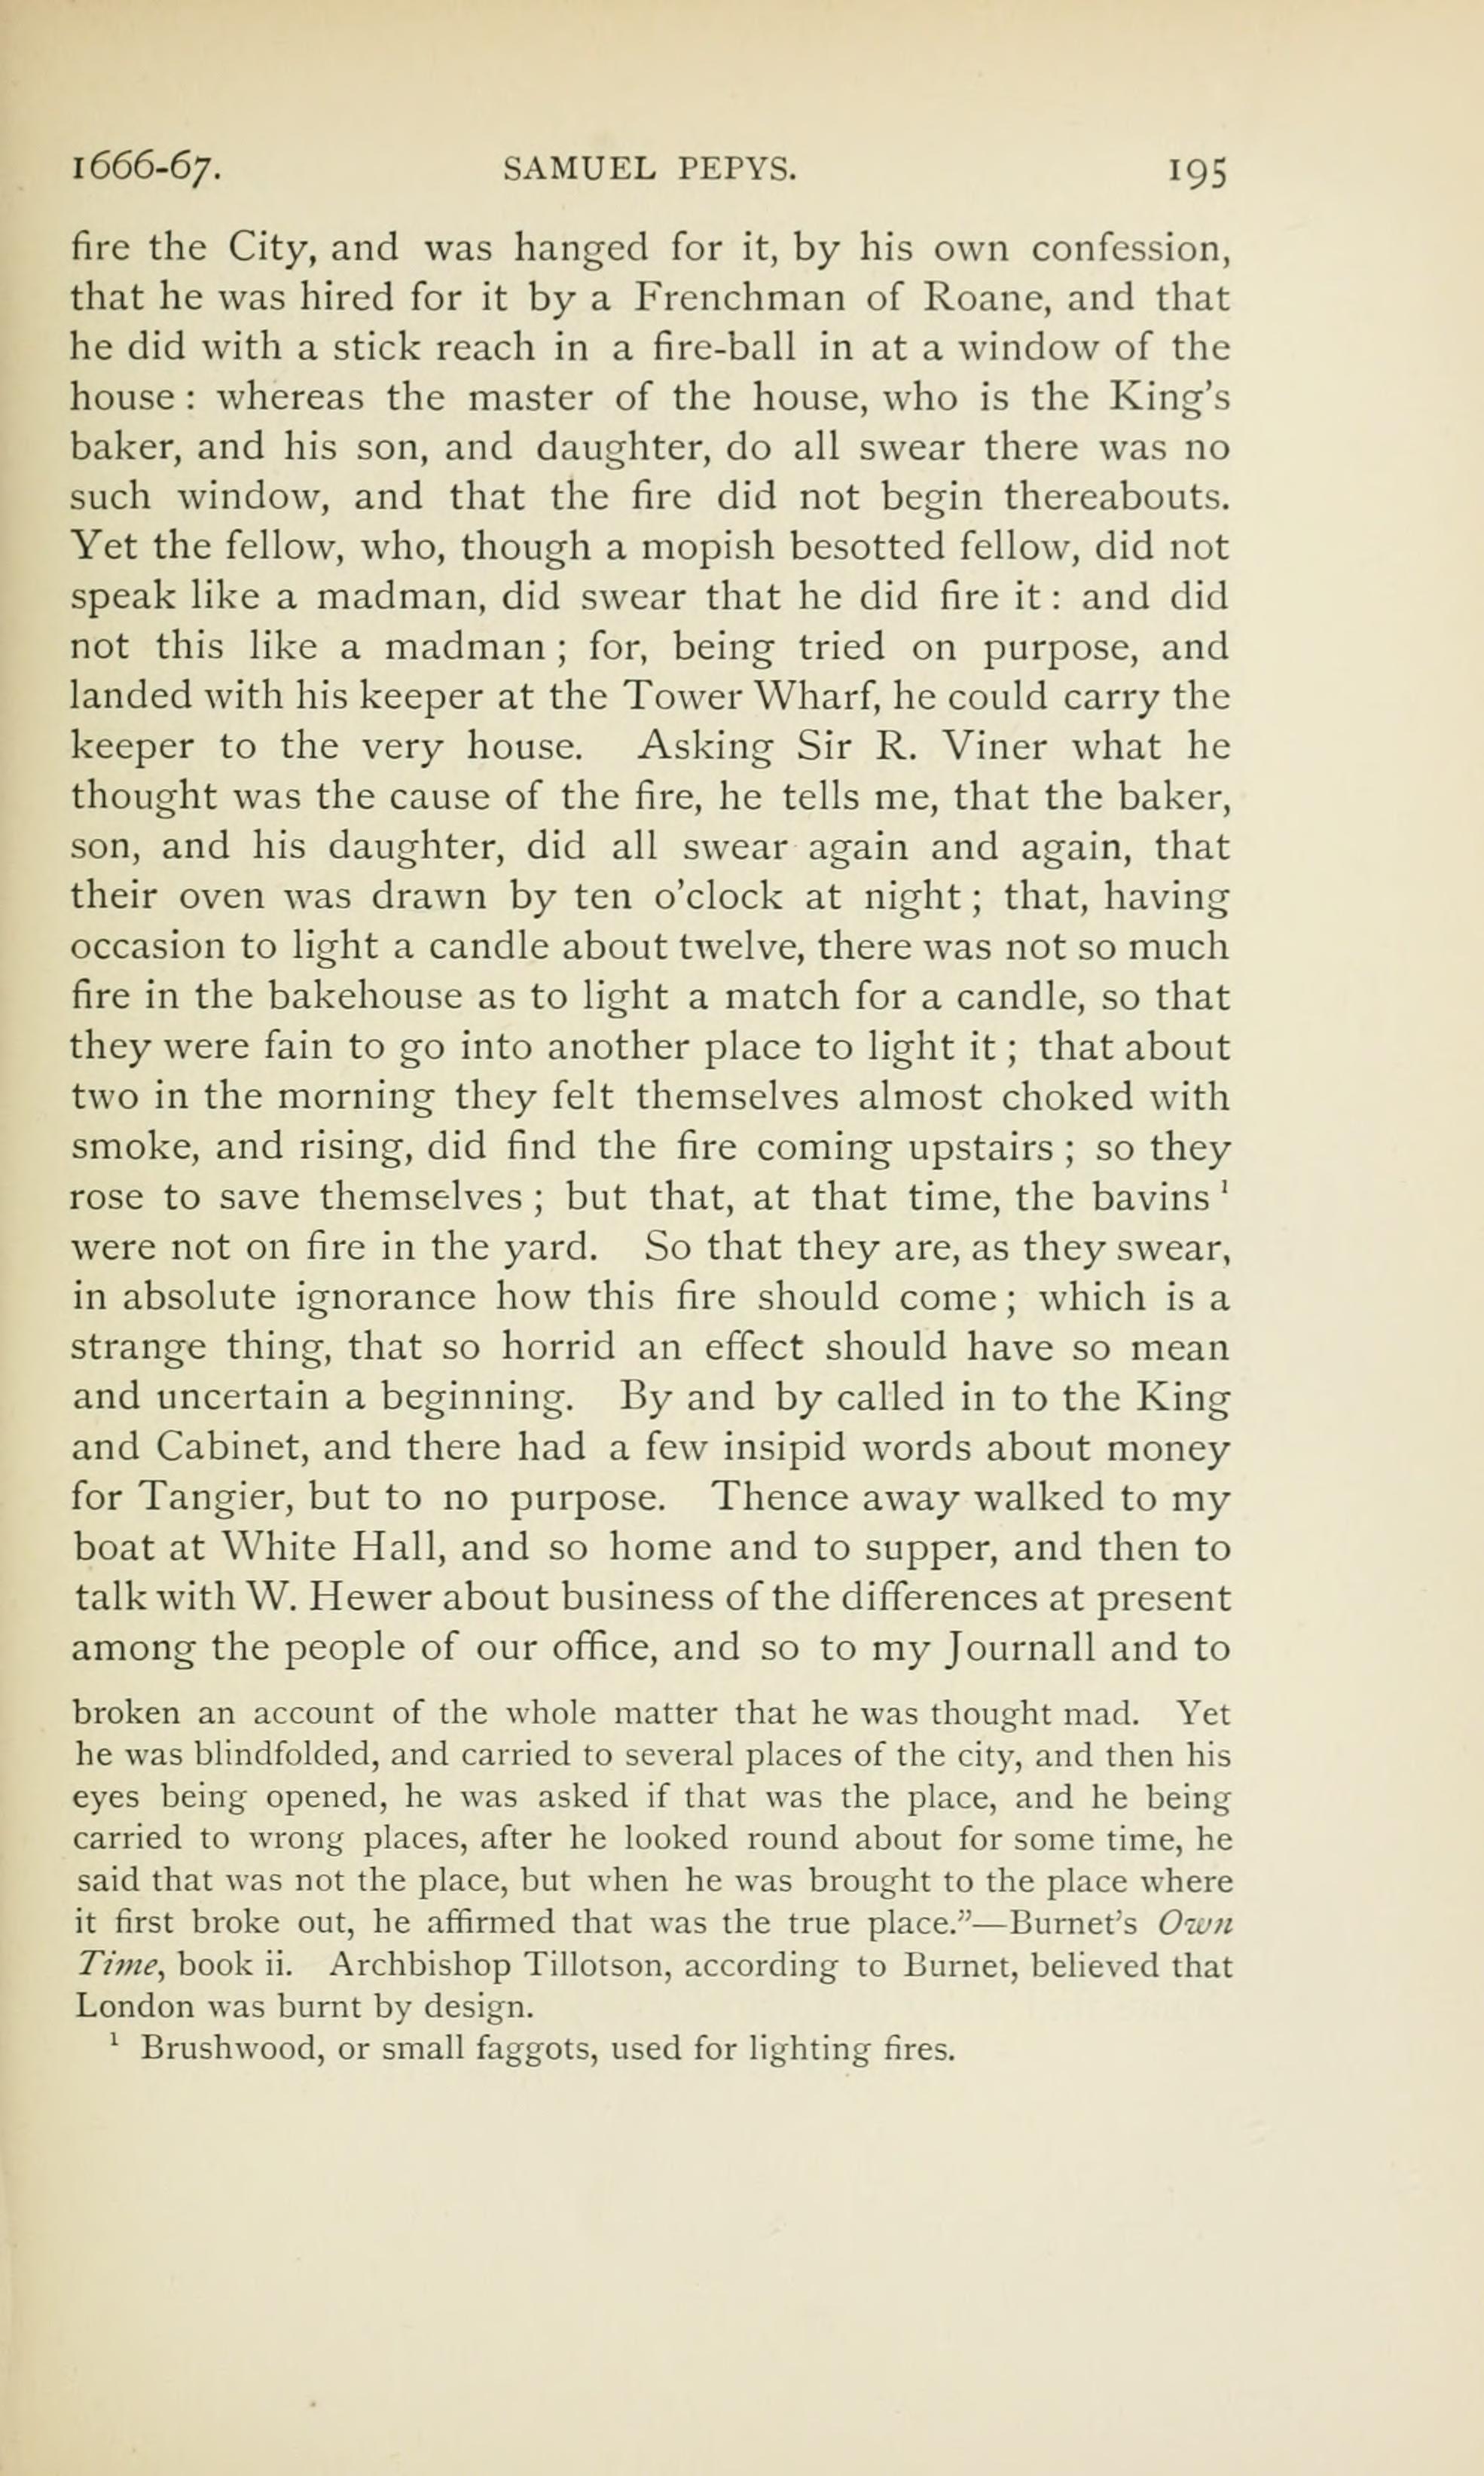 1666-67. SAMUEL PEPYS. 195
fire the City, and was hanged for it, by his own confession,
that he was hired for it by a Frenchman of Roane, and that
he did with a stick reach in a fire-ball in at a window of the
house : whereas the master of the house, who is the King's
baker, and his son, and daughter, do all swear there was no
such window, and that the fire did not begin thereabouts.
Yet the fellow, who, though a mopish besotted fellow, did not
speak like a madman, did swear that he did fire it : and did
not this like a madman ; for, being tried on purpose, and
landed with his keeper at the Tower Wharf, he could carry the
keeper to the very house. Asking Sir R. Viner what he
thought was the cause of the fire, he tells me, that the baker,
son, and his daughter, did all swear again and again, that
their oven was drawn by ten o'clock at night ; that, having
occasion to light a candle about twelve, there was not so much
fire in the bakehouse as to light a match for a candle, so that
they were fain to go into another place to light it ; that about
two in the morning they felt themselves almost choked with
smoke, and rising, did find the fire coming upstairs ; so they
rose to save themselves ; but that, at that time, the bavins ¹
were not on fire in the yard. So that they are, as they swear,
in absolute ignorance how this fire should come ; which is a
strange thing, that so horrid an effect should have so mean
and uncertain a beginning. By and by called in to the King
and Cabinet, and there had a few insipid words about money
for Tangier, but to no purpose. Thence away walked to my
boat at White Hall, and so home and to supper, and then to
talk with W. Hewer about business of the differences at present
among the people of our office, and so to my Journall and to
broken an account of the whole matter that he was thought mad. Yet
he was blindfolded, and carried to several places of the city, and then his
eyes being opened, he was asked if that was the place, and he being
carried to wrong places, after he looked round about for some time, he
said that was not the place, but when he was brought to the place where
it first broke out, he affirmed that was the true place."—Burnet's Own
Time, book ii. Archbishop Tillotson, according to Burnet, believed that
London was burnt by design.
¹ Brushwood, or small faggots, used for lighting fires.